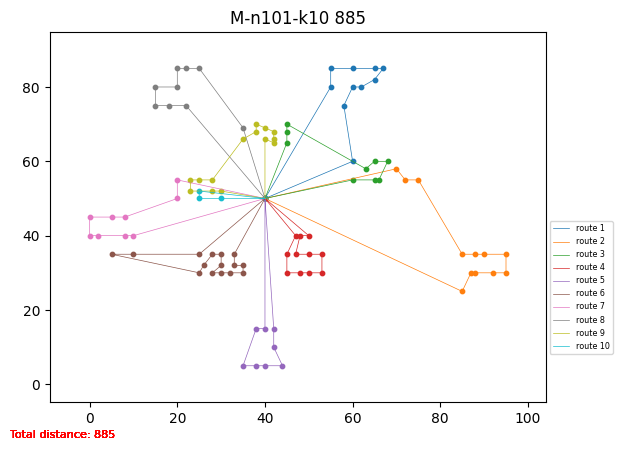 M-n101-k10 885
80
60
40
20
0
0
20
40
60
80
100
route 1
route 2
route 3
route 4
route 5
route 6
route 7
route 8
route 9
route 10
Total distance: 885